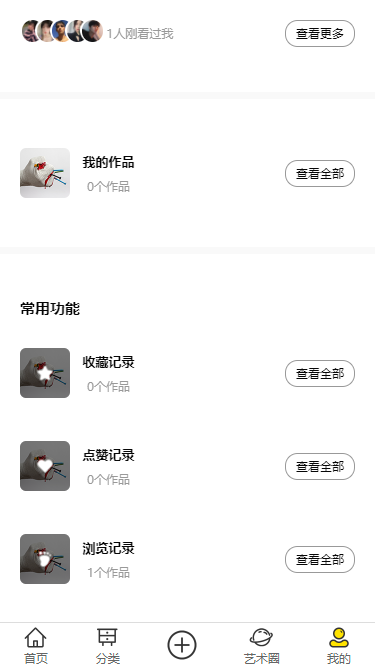 1人刚看过我
查看更多
我的作品
0个作品
查看全部
常用功能
收藏记录
0个作品
查看全部
点赞记录
0个作品
查看全部
浏览记录
1个作品
查看全部
首页
分类
艺术圈
我的